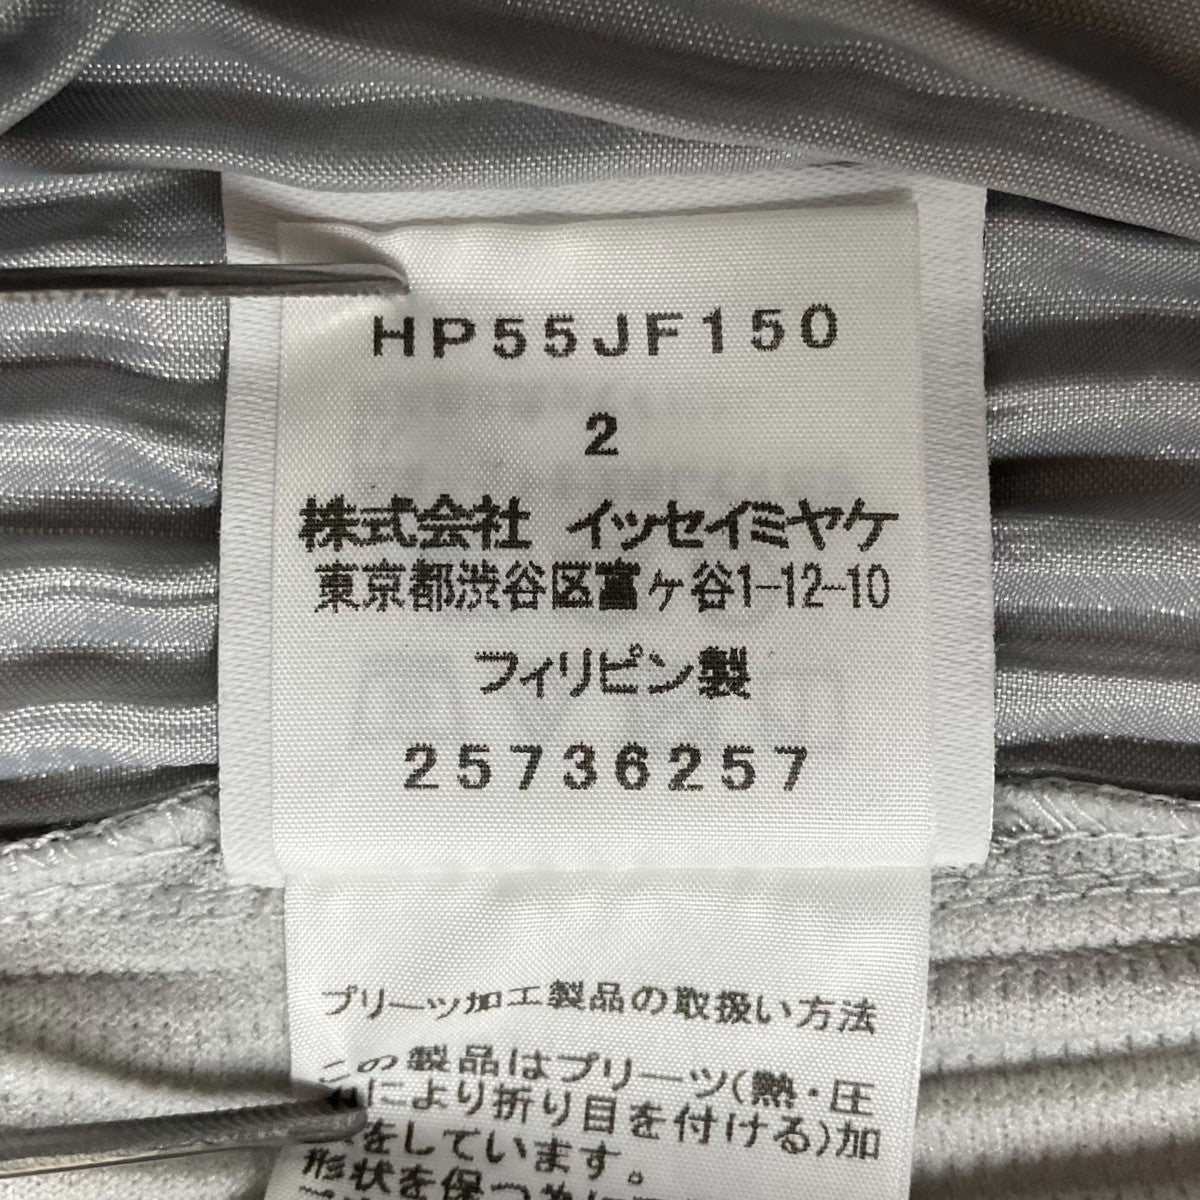 HP55JF150
2
株式会社 イッセイミヤケ
東京都渋谷区富ヶ谷1-12-10
フィリピン製
25736257
プリーツ加工製品の取扱い方法
この製品はプリーツ(熱・圧
により折り目を付ける)加
をしています。
形状を保つために